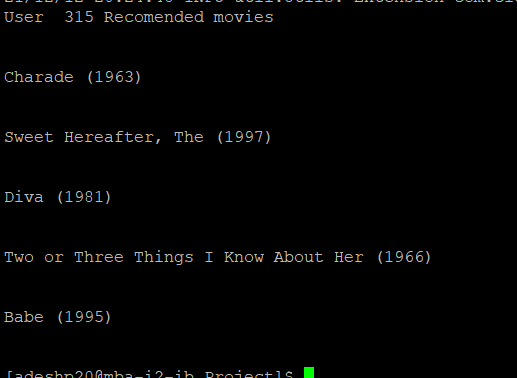 User  315 Recomended movies
Charade (1963)
Sweet Hereafter, The (1997)
Diva (1981)
Two or Three Things I Know About Her (1966)
Babe (1995)
[adeshp20@mba-i2-ib Project]$